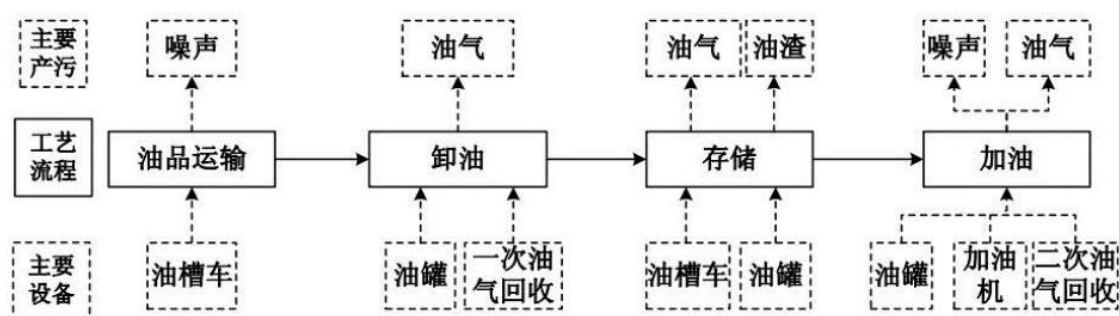 主要
产污
噪声
油气
油气
油渣
噪声
油气
工艺
流程
油品运输
卸油
存储
加油
主要
设备
油槽车
油罐
一次油
气回收
油槽车
油罐
油罐
加油
机
二次油
气回收